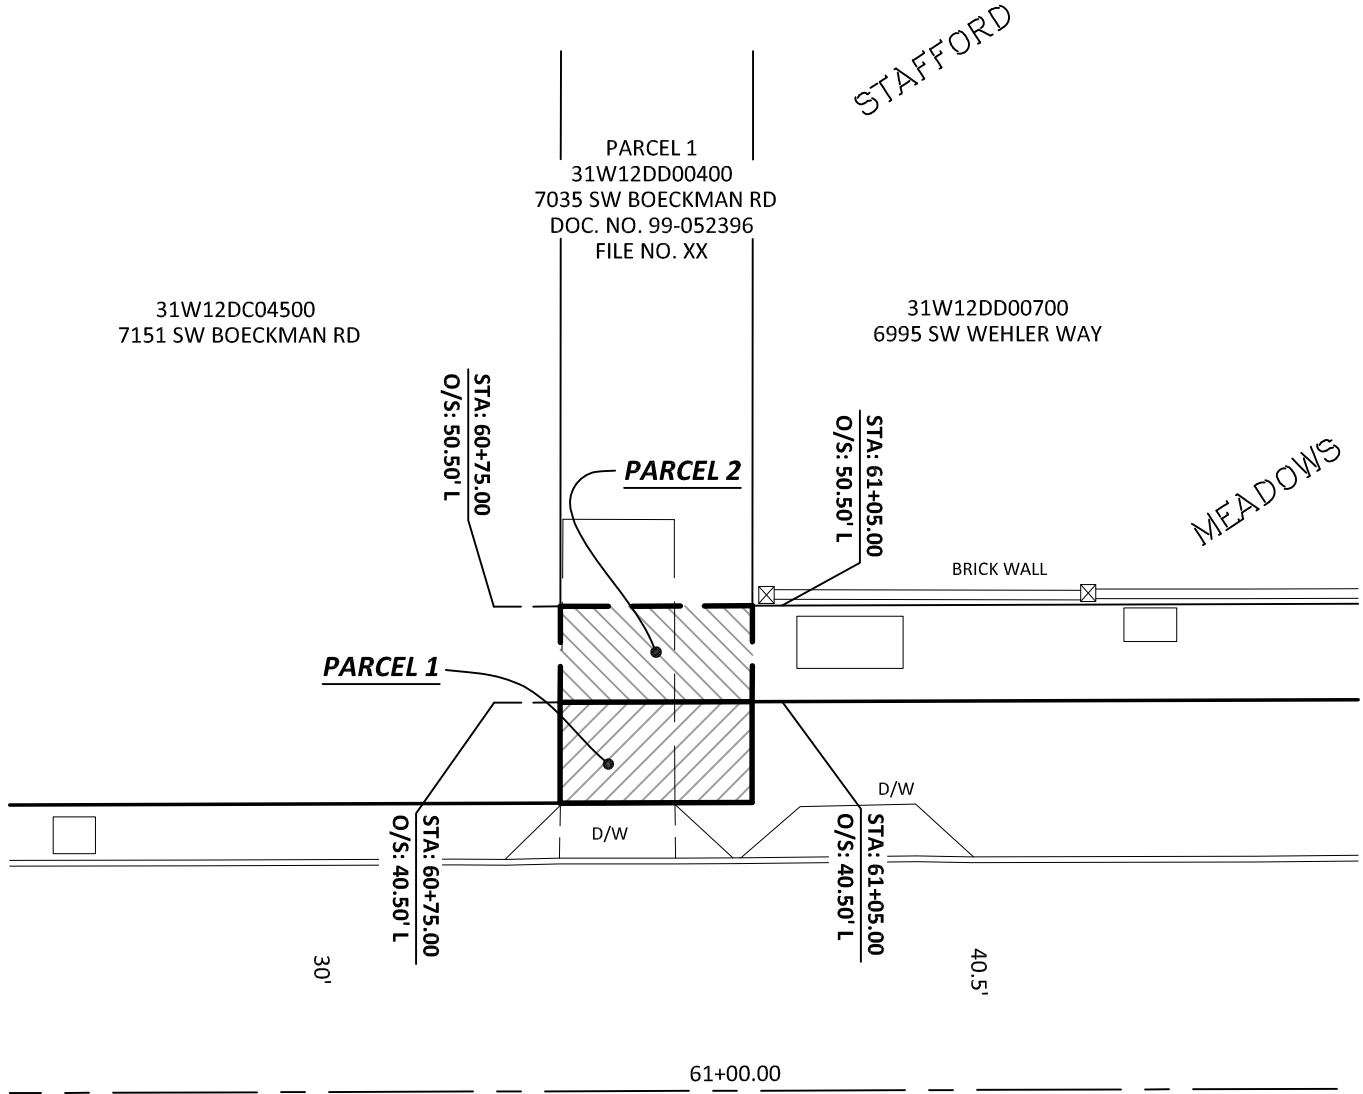 STAFFORD
PARCEL 1
31W12DD00400
7035 SW BOECKMAN RD
DOC. NO. 99-052396
FILE NO. XX
31W12DC04500
7151 SW BOECKMAN RD
31W12DD00700
6995 SW WEHLER WAY
STA: 60+75.00
O/S: 50.50' L
STA: 61+05.00
O/S: 50.50' L
PARCEL 2
MEADOWS
BRICK WALL
PARCEL 1
D/W
D/W
STA: 60+75.00
O/S: 40.50' L
STA: 61+05.00
O/S: 40.50' L
30'
40.5'
61+00.00